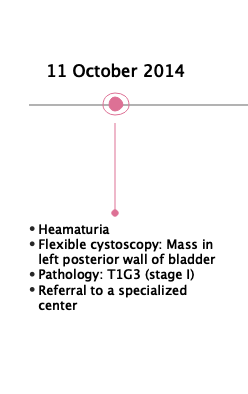 11 October 2014
• Heamaturia
• Flexible cystoscopy: Mass in
left posterior wall of bladder
• Pathology: T1G3 (stage I)
• Referral to a specialized
center